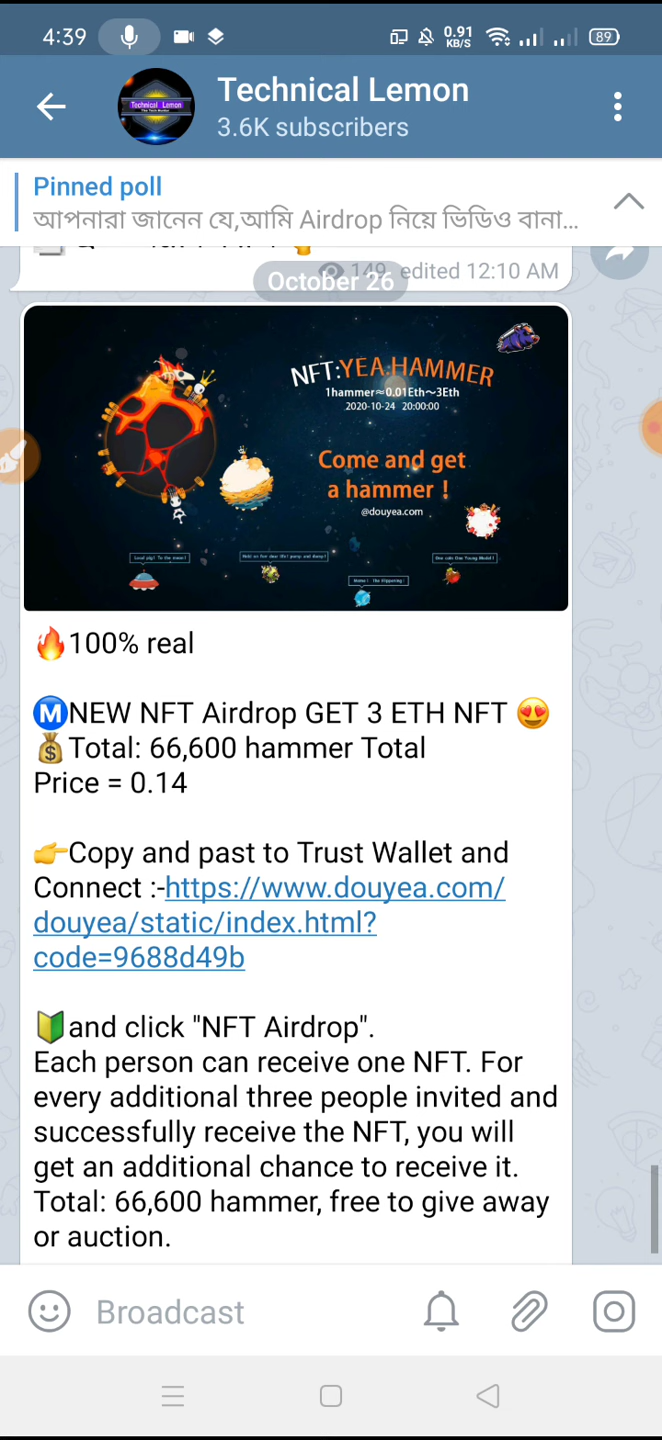 4:39
0.91
KB/S
89
Technical Lemon
Technical Lemon
3.6K subscribers
Pinned poll
আপনারা জানেন যে,আমি Airdrop নিয়ে ভিডিও বানা...
149 edited 12:10 AM
October 26
NFT:YEA.HAMMER
1hammer≈0.01Eth～3Eth
2020-10-24 20:00:00
Come and get
a hammer !
@douyea.com
🔥100% real
Ⓜ️NEW NFT Airdrop GET 3 ETH NFT 😍
💰Total: 66,600 hammer Total
Price = 0.14
👉Copy and past to Trust Wallet and
Connect :-https://www.douyea.com/
douyea/static/index.html?
code=9688d49b
🔰and click "NFT Airdrop".
Each person can receive one NFT. For
every additional three people invited and
successfully receive the NFT, you will
get an additional chance to receive it.
Total: 66,600 hammer, free to give away
or auction.
Broadcast